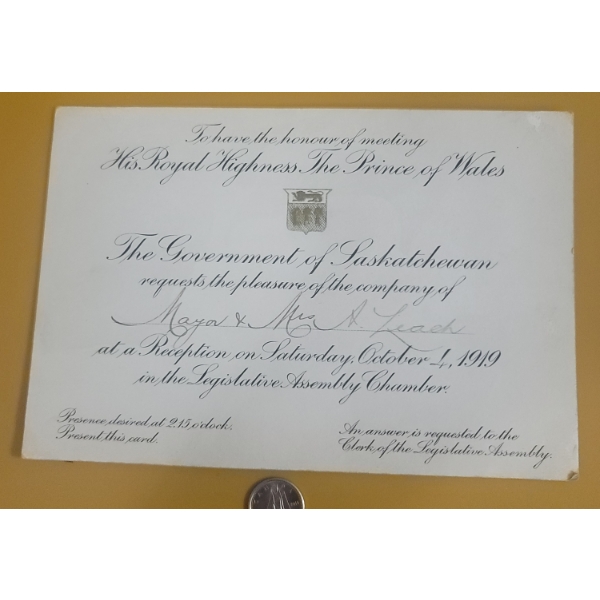 To have the honour of meeting
His Royal Highness The Prince of Wales
The Government of Saskatchewan
requests the pleasure of the company of
Mayor & Mrs A. Leach
at a Reception on Saturday, October 4, 1919
in the Legislative Assembly Chamber.
Presence desired at 2.15 o'clock.
Present this card.
An answer is requested to the
Clerk of the Legislative Assembly.